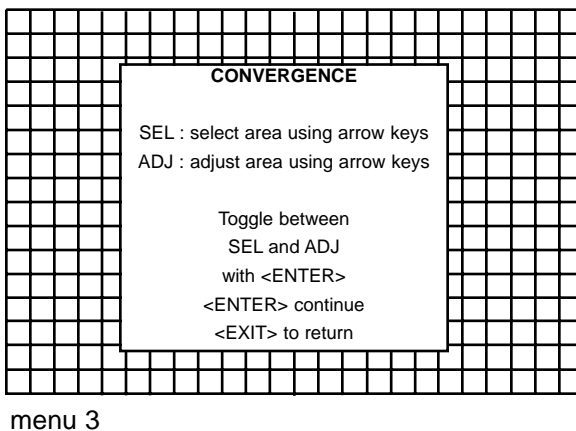 CONVERGENCE
SEL : select area using arrow keys
ADJ : adjust area using arrow keys
Toggle between
SEL and ADJ
with <ENTER>
<ENTER> continue
<EXIT> to return
menu 3